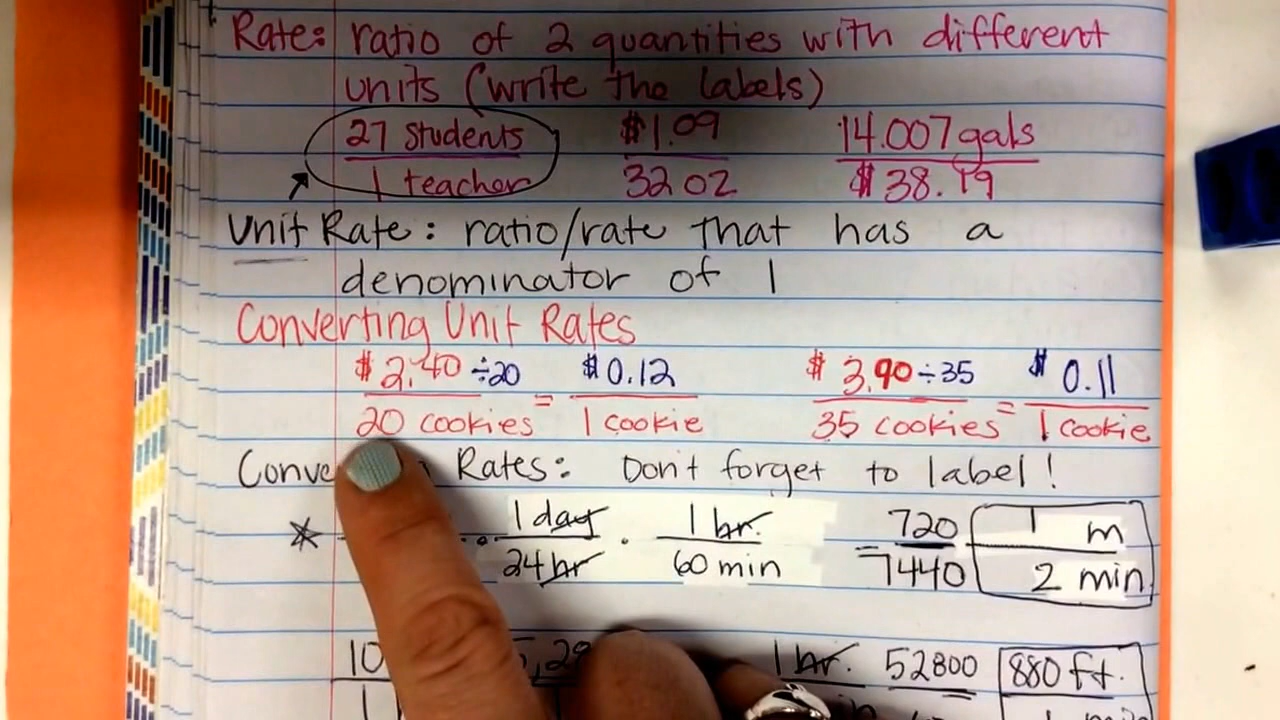 Rate: ratio of 2 quantities with different
units (write the labels)
27 students $1.09 14.007 gals
1 teacher 32 oz $38.19
Unit Rate: ratio/rate that has a
denominator of 1
Converting Unit Rates
$2.40 ÷20 $0.12 $3.90 ÷35 $0.11
20 cookies = 1 cookie 35 cookies = 1 cookie
Rates: Don't forget to label!
1 day 1 hr. 720 1 m
24 hr · 60 min = 1440 2 min
10 1 hr. 52800 880 ft.
1